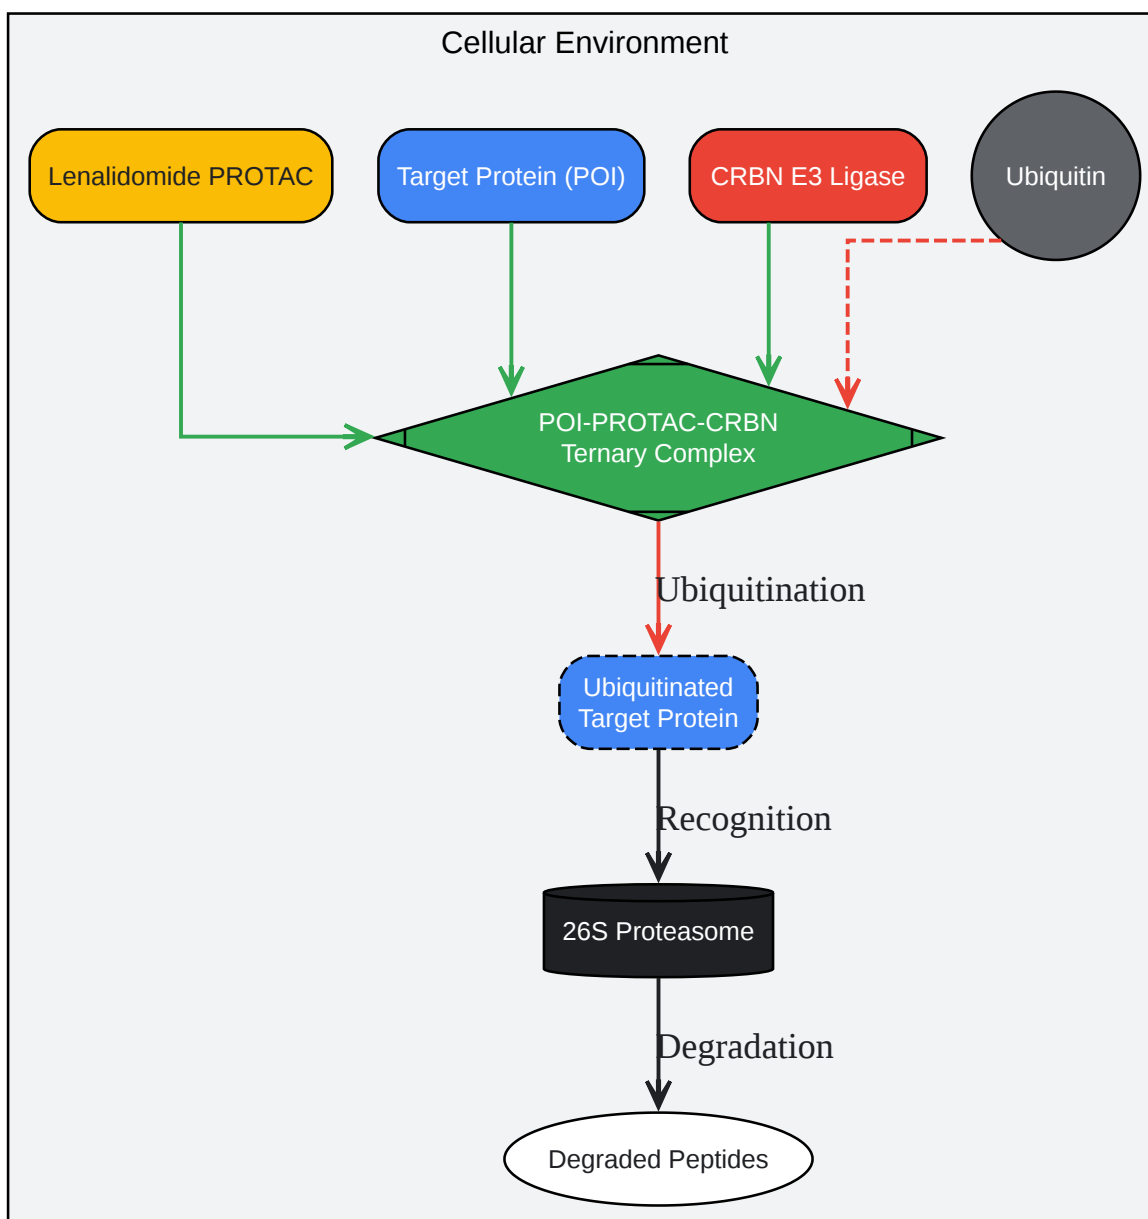 Cellular Environment
Lenalidomide PROTAC
Target Protein (POI)
CRBN E3 Ligase
Ubiquitin
POI-PROTAC-CRBN
Ternary Complex
Ubiquitination
Ubiquitinated
Target Protein
Recognition
26S Proteasome
Degradation
Degraded Peptides